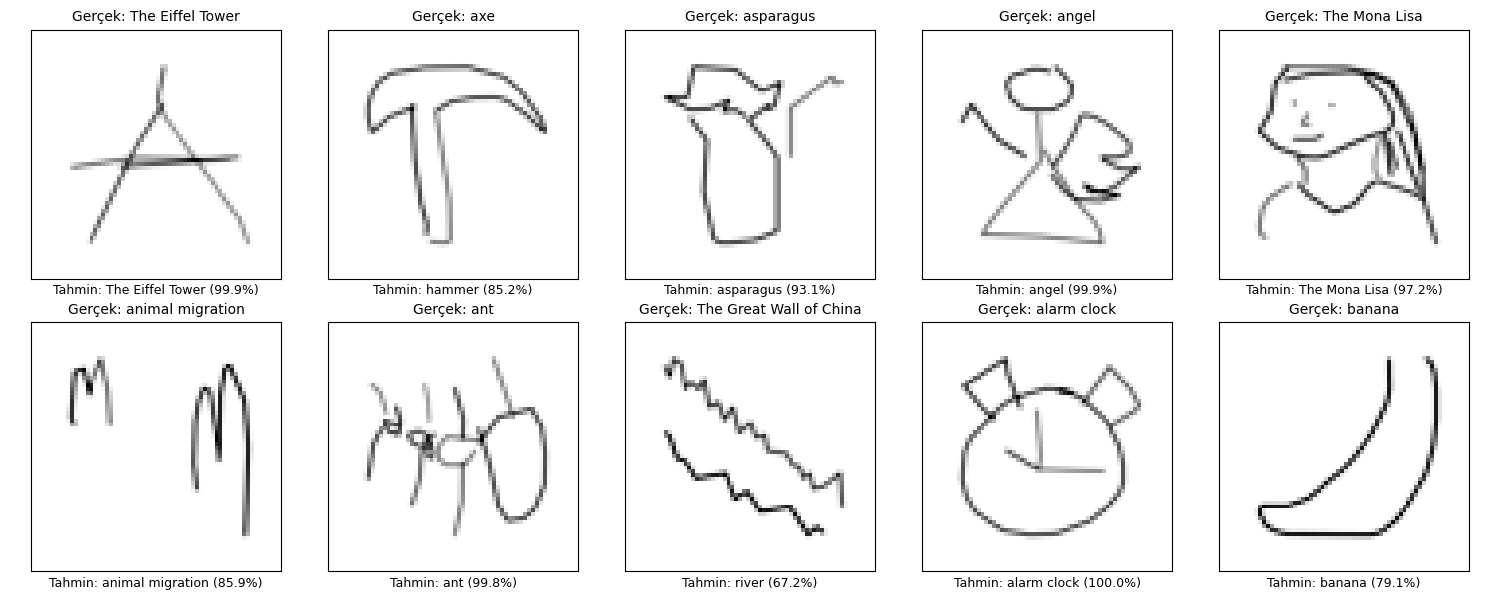 Gerçek: The Eiffel Tower
Gerçek: axe
Gerçek: asparagus
Gerçek: angel
Gerçek: The Mona Lisa
Tahmin: The Eiffel Tower (99.9%)
Tahmin: hammer (85.2%)
Tahmin: asparagus (93.1%)
Tahmin: angel (99.9%)
Tahmin: The Mona Lisa (97.2%)
Gerçek: animal migration
Gerçek: ant
Gerçek: The Great Wall of China
Gerçek: alarm clock
Gerçek: banana
Tahmin: animal migration (85.9%)
Tahmin: ant (99.8%)
Tahmin: river (67.2%)
Tahmin: alarm clock (100.0%)
Tahmin: banana (79.1%)